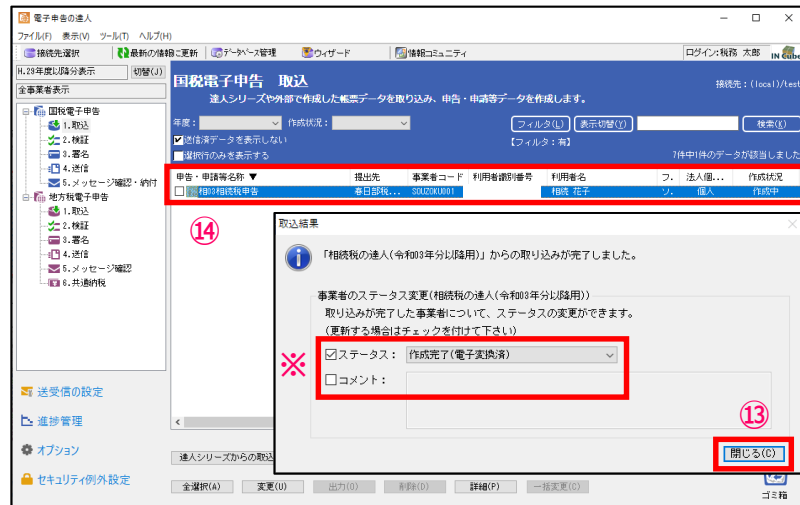 電子申告の達人
ファイル(F) 表示(V) ツール(T) ヘルプ(H)
接続先選択 最新の情報に更新 データベース管理 ウィザード 情報コミュニティ ログイン:税務 太郎 IN Cube
H.29年度以降分表示 切替(J)
全事業者表示
国税電子申告
1.取込
2.検証
3.署名
4.送信
5.メッセージ確認・納付
地方税電子申告
1.取込
2.検証
3.署名
4.送信
5.メッセージ確認
6.共通納税
送受信の設定
進捗管理
オプション
セキュリティ例外設定
国税電子申告 取込
接続先:(local)/test
達人シリーズや外部で作成した帳票データを取り込み、申告・申請等データを作成します。
年度: 作成状況: フィルタ(L) 表示切替(Y) 検索(K)
送信済データを表示しない 【フィルタ:有】
選択行のみを表示する 7件中1件のデータが該当しました
申告・申請等名称 ▼ 提出先 事業者コード 利用者識別番号 利用者名 フ. 法人個... 作成状況
相03相続税申告 春日部税... SOUZOKU001 相続 花子 ソ. 個人 作成中
⑭
取込結果
「相続税の達人(令和03年分以降用)」からの取り込みが完了しました。
事業者のステータス変更(相続税の達人(令和03年分以降用))
取り込みが完了した事業者について、ステータスの変更ができます。
(更新する場合はチェックを付けて下さい)
※
ステータス: 作成完了(電子変換済)
コメント:
⑬
閉じる(C)
達人シリーズからの取込
全選択(A) 変更(U) 出力(O) 削除(D) 詳細(P) 一括変更(C)
ゴミ箱